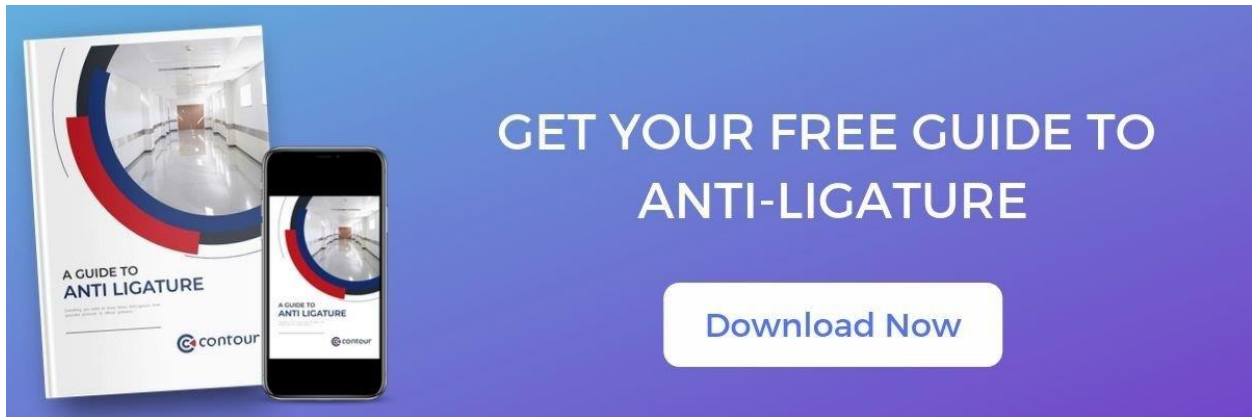 A GUIDE TO
ANTI LIGATURE
contour
A GUIDE TO
ANTI LIGATURE
contour
GET YOUR FREE GUIDE TO
ANTI-LIGATURE
Download Now